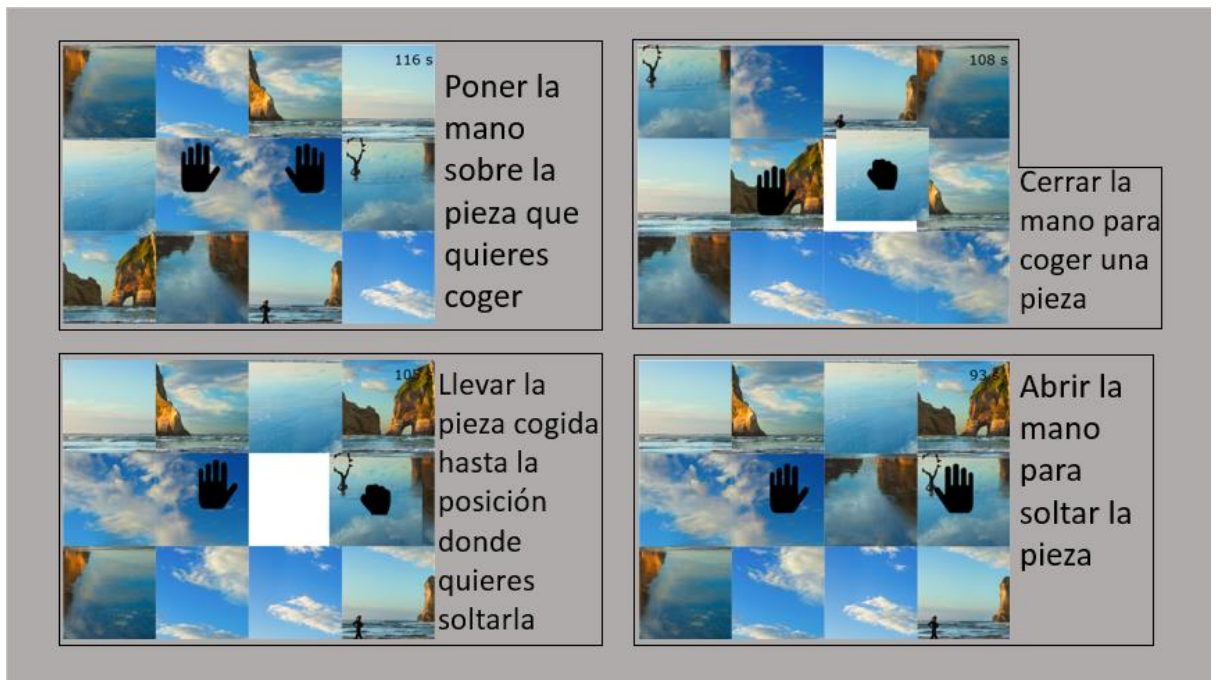 116 s
Poner la
mano
sobre la
pieza que
quieres
coger
108 s
Cerrar la
mano para
coger una
pieza
Llevar la
pieza cogida
hasta la
posición
donde
quieres
soltarla
93 s
Abrir la
mano
para
soltar la
pieza